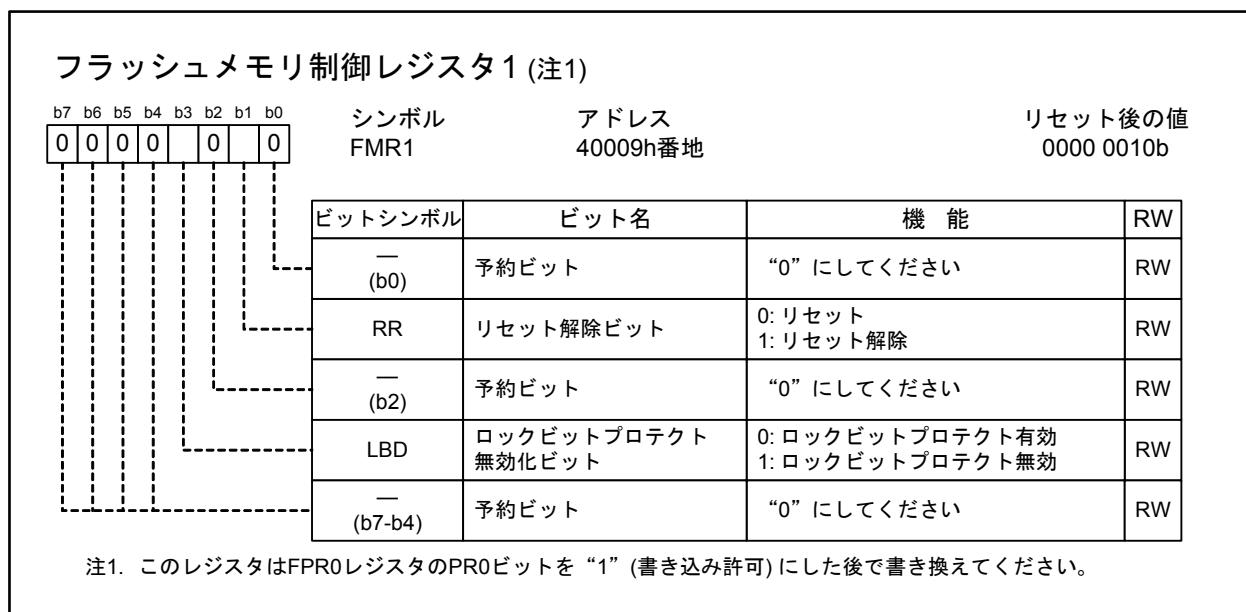 フラッシュメモリ制御レジスタ1 (注1)
b7 b6 b5 b4 b3 b2 b1 b0
0 0 0 0 0 0
シンボル アドレス リセット後の値
FMR1 40009h番地 0000 0010b
ビットシンボル ビット名 機 能 RW
—
(b0) 予約ビット “0”にしてください RW
RR リセット解除ビット 0: リセット
1: リセット解除 RW
—
(b2) 予約ビット “0”にしてください RW
LBD ロックビットプロテクト
無効化ビット 0: ロックビットプロテクト有効
1: ロックビットプロテクト無効 RW
—
(b7-b4) 予約ビット “0”にしてください RW
注1. このレジスタはFPR0レジスタのPR0ビットを“1”(書き込み許可) にした後で書き換えてください。